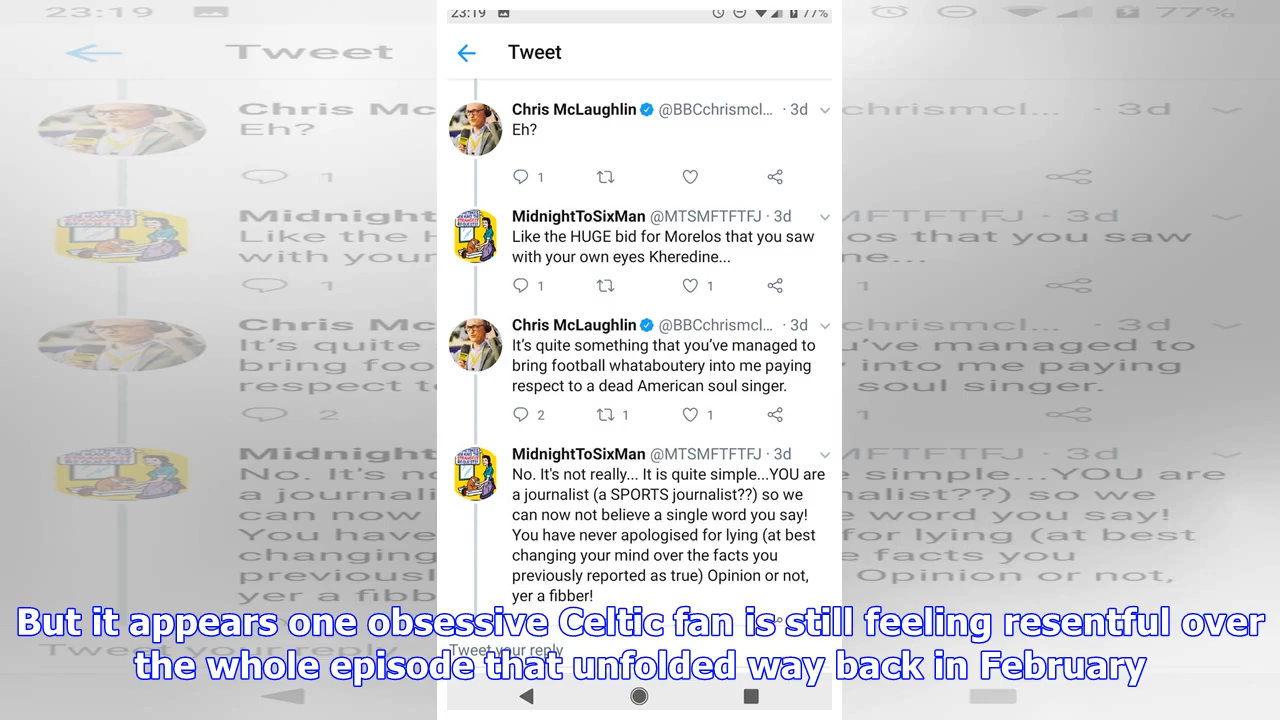 23:19
77%
Tweet
Chris McLaughlin @BBCchrismcl... · 3d
Eh?
1
MidnightToSixMan @MTSMFTFTFJ · 3d
Like the HUGE bid for Morelos that you saw
with your own eyes Kheredine...
1 1
Chris McLaughlin @BBCchrismcl... · 3d
It's quite something that you've managed to
bring football whataboutery into me paying
respect to a dead American soul singer.
2 1 1
MidnightToSixMan @MTSMFTFTFJ · 3d
No. It's not really... It is quite simple...YOU are
a journalist (a SPORTS journalist??) so we
can now not believe a single word you say!
You have never apologised for lying (at best
changing your mind over the facts you
previously reported as true) Opinion or not,
yer a fibber!
Tweet your reply
But it appears one obsessive Celtic fan is still feeling resentful over
the whole episode that unfolded way back in February